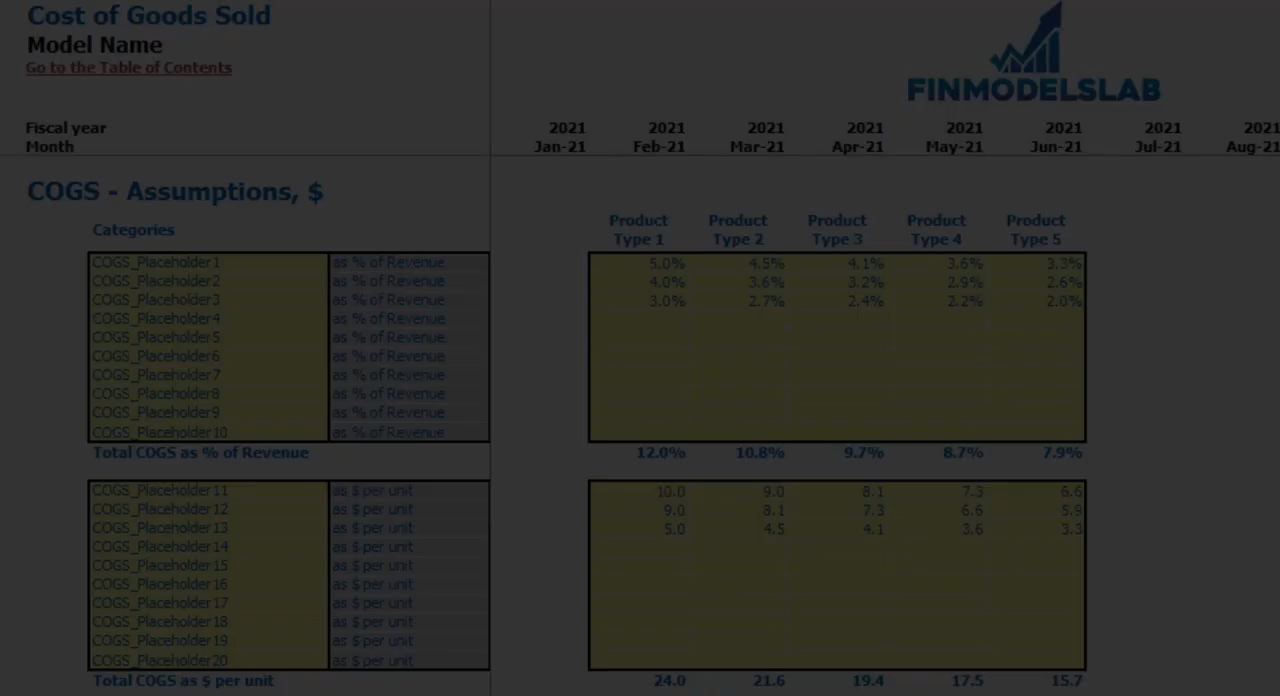 Cost of Goods Sold
Model Name
Go to the Table of Contents
FINMODELSLAB
Fiscal year 2021 2021 2021 2021 2021 2021 2021 2021
Month Jan-21 Feb-21 Mar-21 Apr-21 May-21 Jun-21 Jul-21 Aug-21
COGS - Assumptions, $
Categories
Product Product Product Product Product
Type 1 Type 2 Type 3 Type 4 Type 5
COGS_Placeholder1 as % of Revenue 5.0% 4.5% 4.1% 3.6% 3.3%
COGS_Placeholder2 as % of Revenue 4.0% 3.6% 3.2% 2.9% 2.6%
COGS_Placeholder3 as % of Revenue 3.0% 2.7% 2.4% 2.2% 2.0%
COGS_Placeholder4 as % of Revenue
COGS_Placeholder5 as % of Revenue
COGS_Placeholder6 as % of Revenue
COGS_Placeholder7 as % of Revenue
COGS_Placeholder8 as % of Revenue
COGS_Placeholder9 as % of Revenue
COGS_Placeholder10 as % of Revenue
Total COGS as % of Revenue 12.0% 10.8% 9.7% 8.7% 7.9%
COGS_Placeholder11 as $ per unit 10.0 9.0 8.1 7.3 6.6
COGS_Placeholder12 as $ per unit 9.0 8.1 7.3 6.6 5.9
COGS_Placeholder13 as $ per unit 5.0 4.5 4.1 3.6 3.3
COGS_Placeholder14 as $ per unit
COGS_Placeholder15 as $ per unit
COGS_Placeholder16 as $ per unit
COGS_Placeholder17 as $ per unit
COGS_Placeholder18 as $ per unit
COGS_Placeholder19 as $ per unit
COGS_Placeholder20 as $ per unit
Total COGS as $ per unit 24.0 21.6 19.4 17.5 15.7